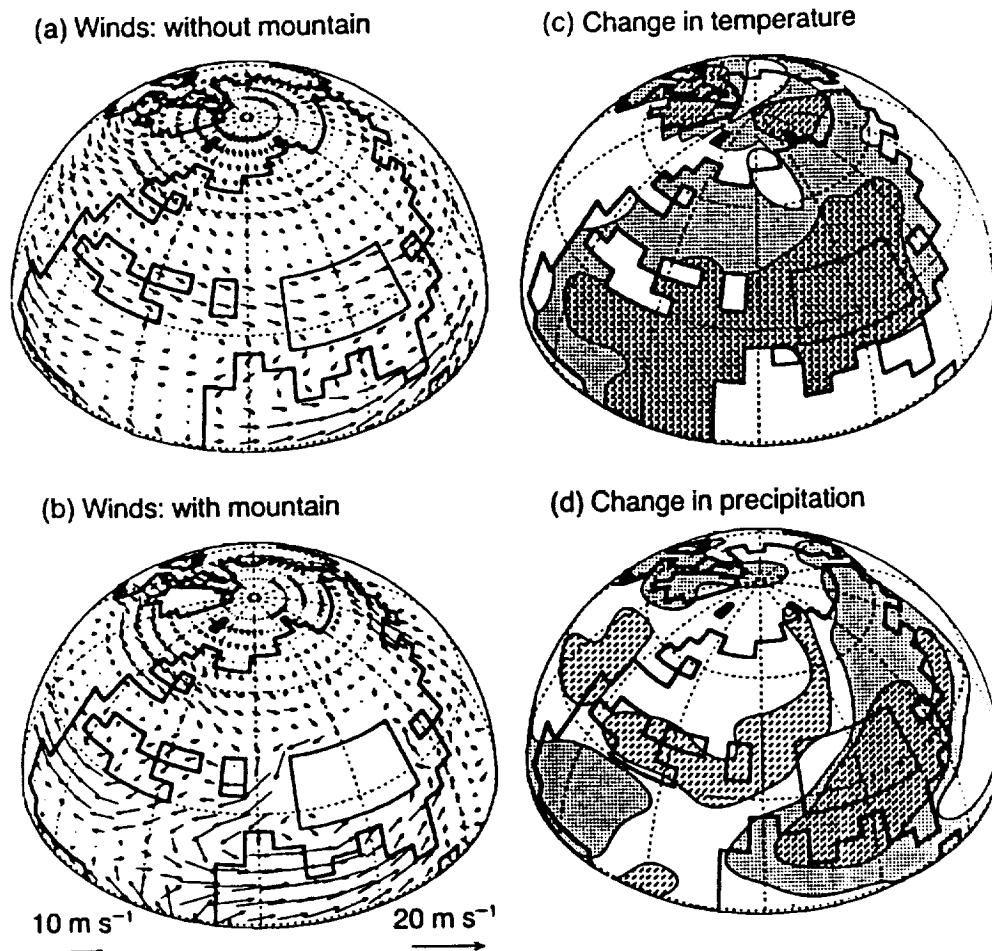 (a) Winds: without mountain
(c) Change in temperature
(b) Winds: with mountain
(d) Change in precipitation
10 m s⁻¹
20 m s⁻¹